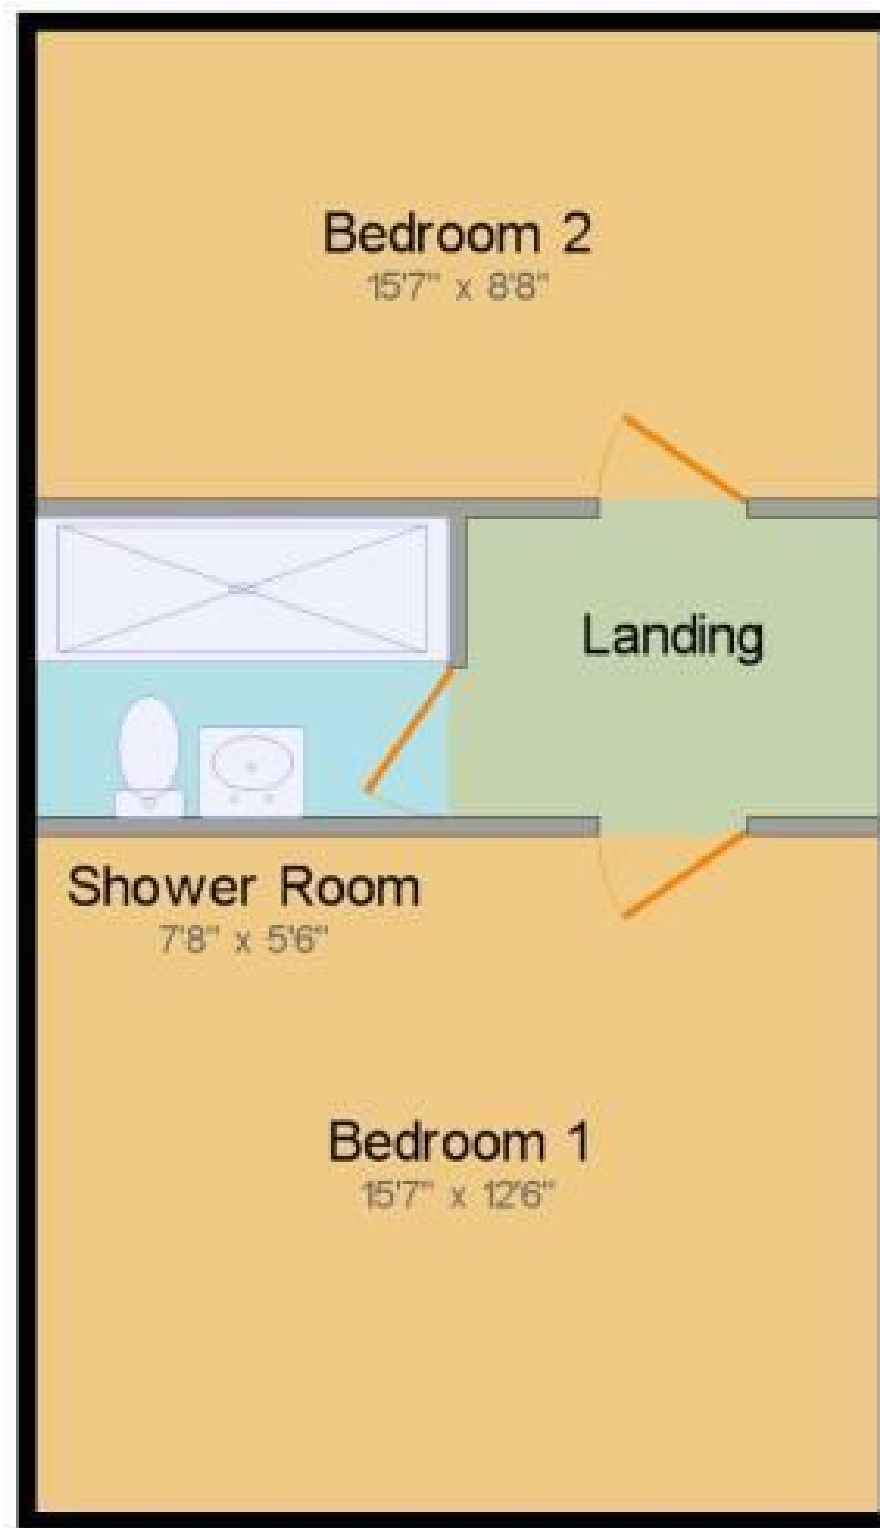 Bedroom 2
15'7" x 8'8"
Landing
Shower Room
7'8" x 5'6"
Bedroom 1
15'7" x 12'6"